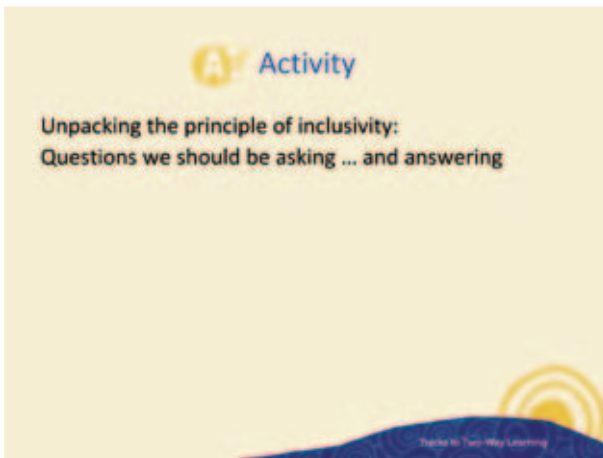 A Activity
Unpacking the principle of inclusivity:
Questions we should be asking ... and answering
Tracks to Two-Way Learning